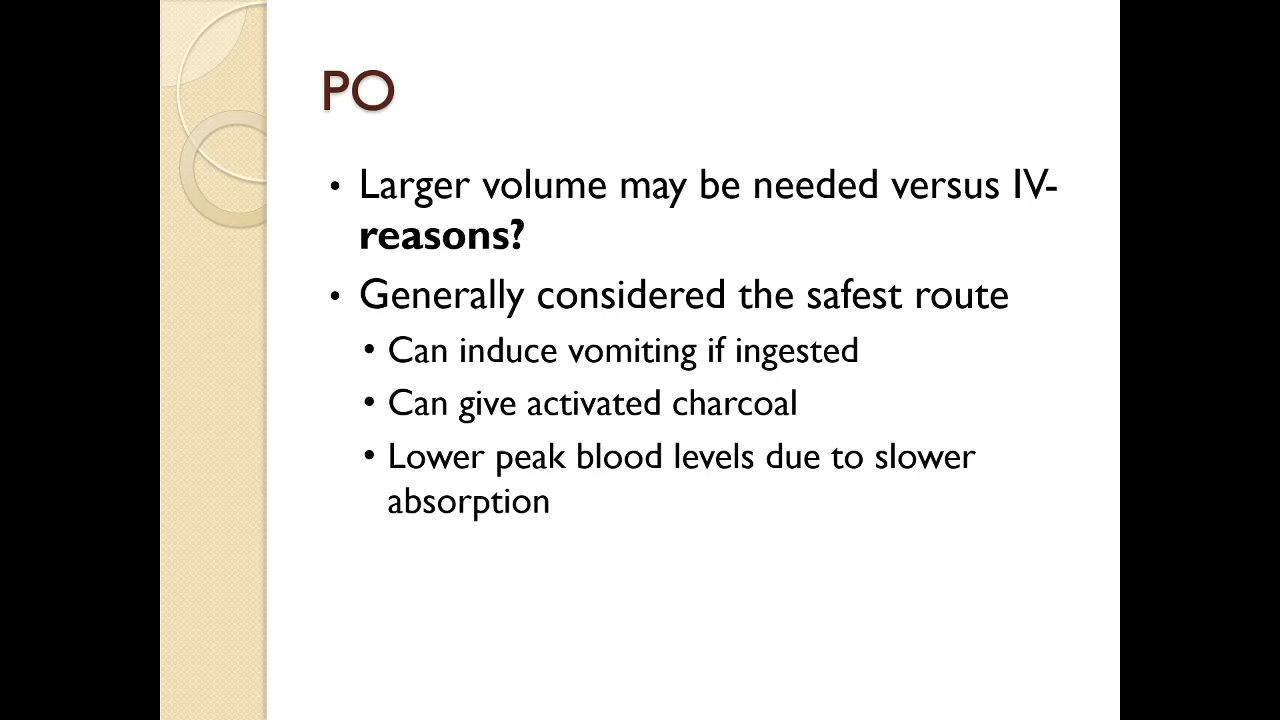 PO
• Larger volume may be needed versus IV-
reasons?
• Generally considered the safest route
• Can induce vomiting if ingested
• Can give activated charcoal
• Lower peak blood levels due to slower
absorption